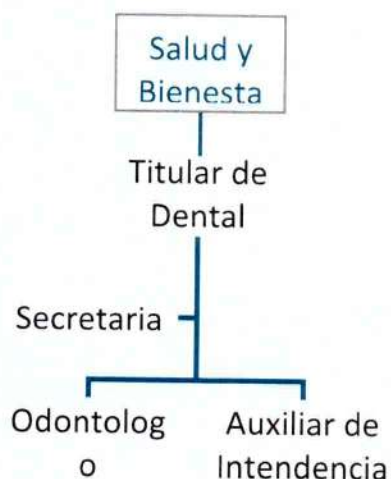 Salud y
Bienesta
Titular de
Dental
Secretaria
Odontolog
o
Auxiliar de
Intendencia